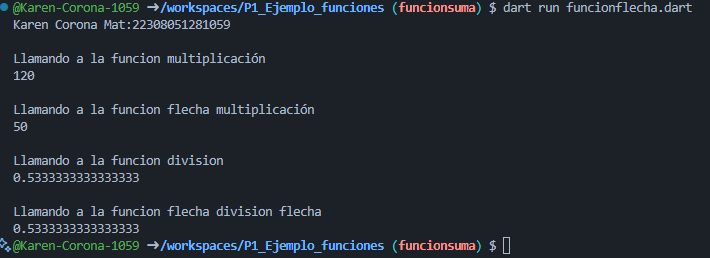 @Karen-Corona-1059 ➜/workspaces/P1_Ejemplo_funciones (funcionsuma) $ dart run funcionflecha.dart
Karen Corona Mat:22308051281059
Llamando a la funcion multiplicación
120
Llamando a la funcion flecha multiplicación
50
Llamando a la funcion division
0.5333333333333333
Llamando a la funcion flecha division flecha
0.5333333333333333
@Karen-Corona-1059 ➜/workspaces/P1_Ejemplo_funciones (funcionsuma) $